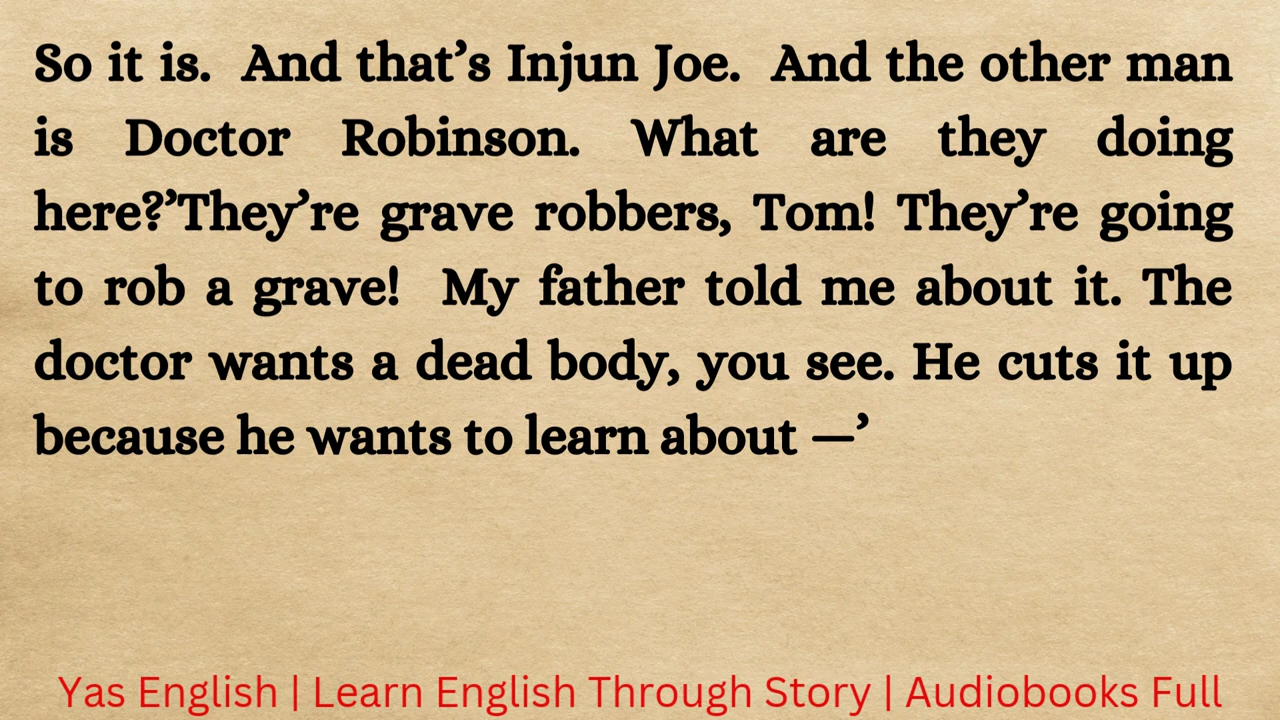 So it is.  And that’s Injun Joe.  And the other man
is Doctor Robinson. What are they doing
here?’They’re grave robbers, Tom! They’re going
to rob a grave!  My father told me about it. The
doctor wants a dead body, you see. He cuts it up
because he wants to learn about —’
Yas English | Learn English Through Story | Audiobooks Full